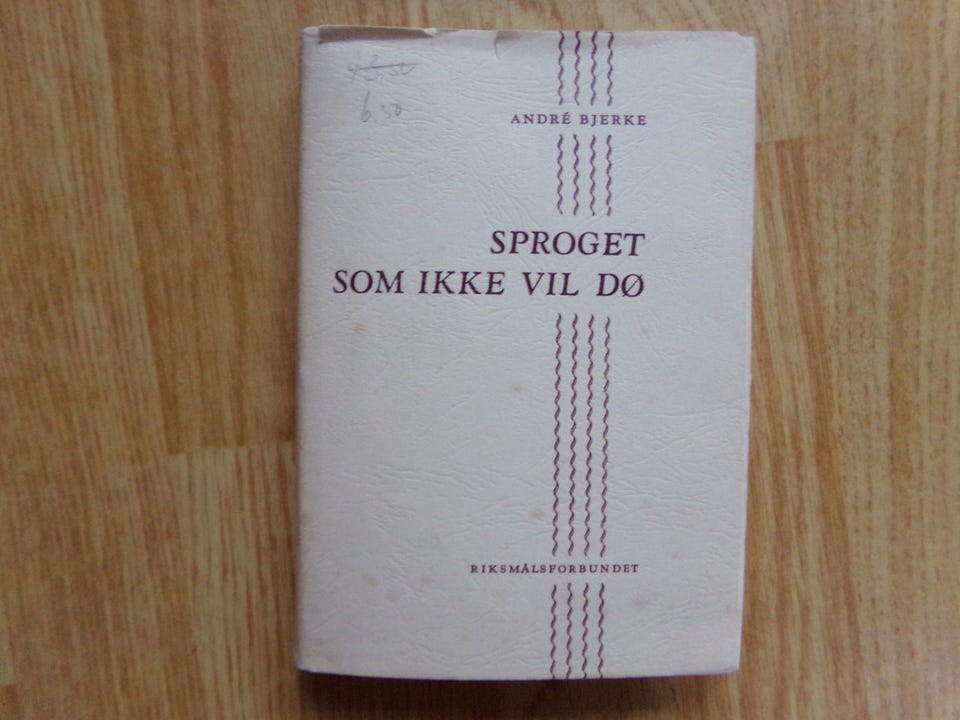 6.50
ANDRÉ BJERKE
SPROGET
SOM IKKE VIL DØ
RIKSMÅLSFORBUNDET